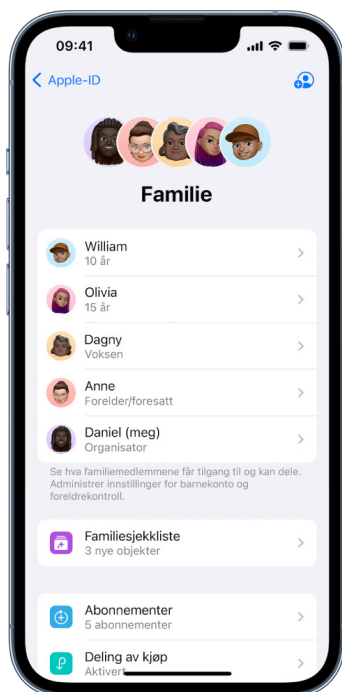 09:41
Apple-ID
Familie
William
10 år
Olivia
15 år
Dagny
Voksen
Anne
Forelder/foresatt
Daniel (meg)
Organisator
Se hva familiemedlemmene får tilgang til og kan dele.
Administrer innstillinger for barnekonto og
foreldrekontroll.
Familiesjekkliste
3 nye objekter
Abonnementer
5 abonnementer
Deling av kjøp
Aktivert